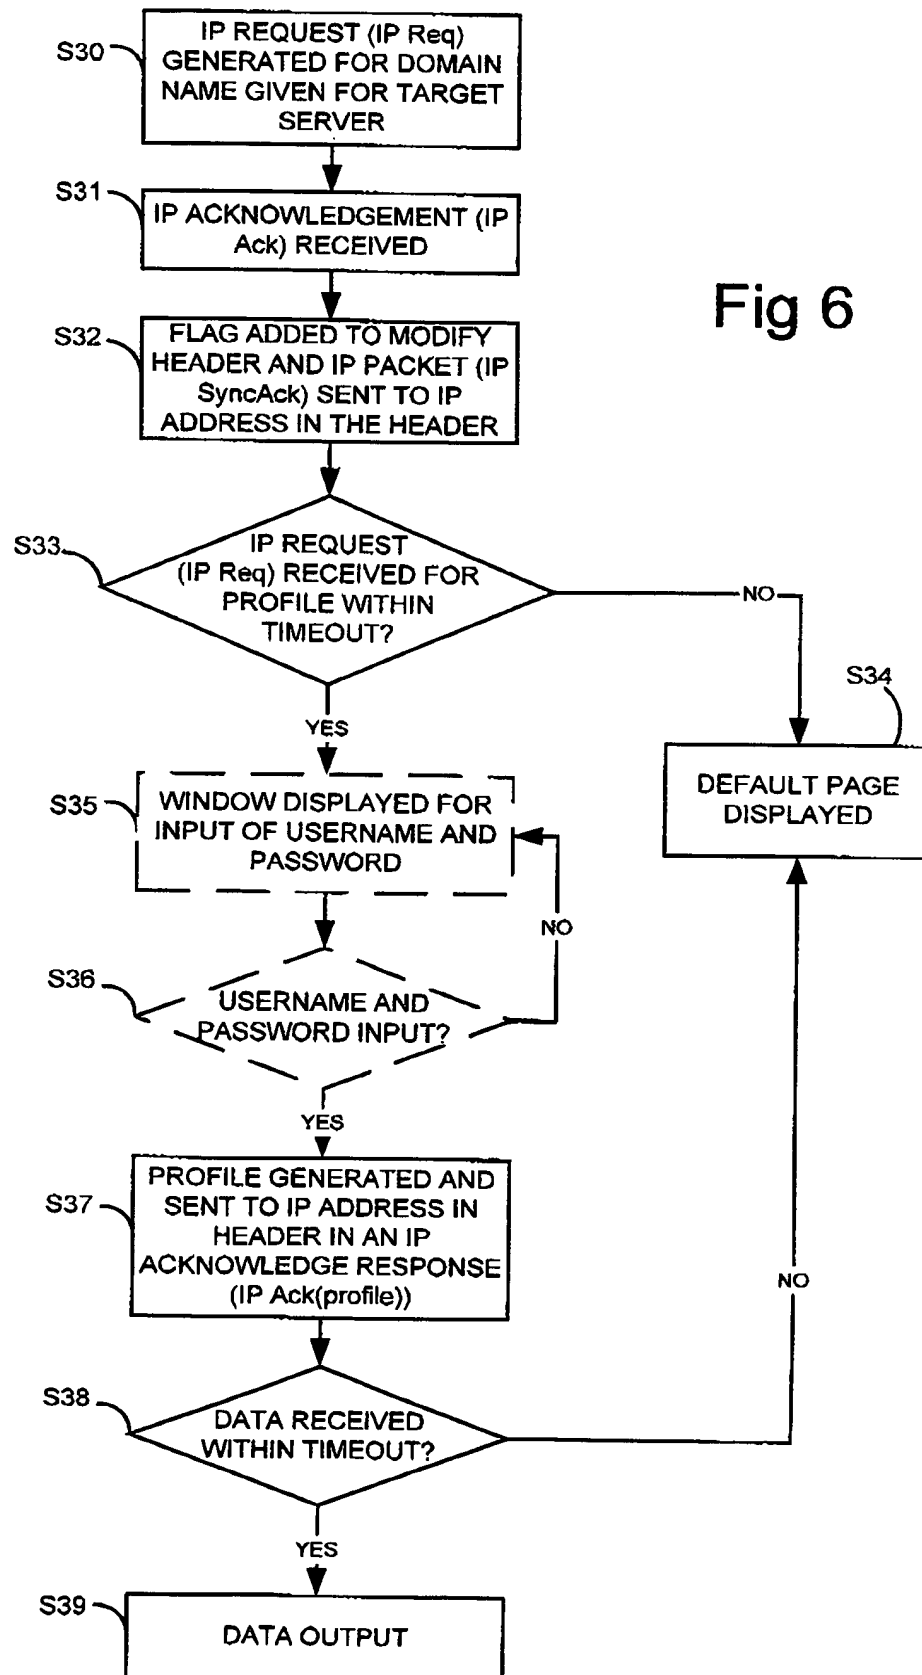 S30
IP REQUEST (IP Req)
GENERATED FOR DOMAIN
NAME GIVEN FOR TARGET
SERVER
S31
IP ACKNOWLEDGEMENT (IP
Ack) RECEIVED
Fig 6
S32
FLAG ADDED TO MODIFY
HEADER AND IP PACKET (IP
SyncAck) SENT TO IP
ADDRESS IN THE HEADER
S33
IP REQUEST
(IP Req) RECEIVED FOR
PROFILE WITHIN
TIMEOUT?
NO
S34
DEFAULT PAGE
DISPLAYED
YES
S35
WINDOW DISPLAYED FOR
INPUT OF USERNAME AND
PASSWORD
NO
S36
USERNAME AND
PASSWORD INPUT?
YES
S37
PROFILE GENERATED AND
SENT TO IP ADDRESS IN
HEADER IN AN IP
ACKNOWLEDGE RESPONSE
(IP Ack(profile))
NO
S38
DATA RECEIVED
WITHIN TIMEOUT?
YES
S39
DATA OUTPUT